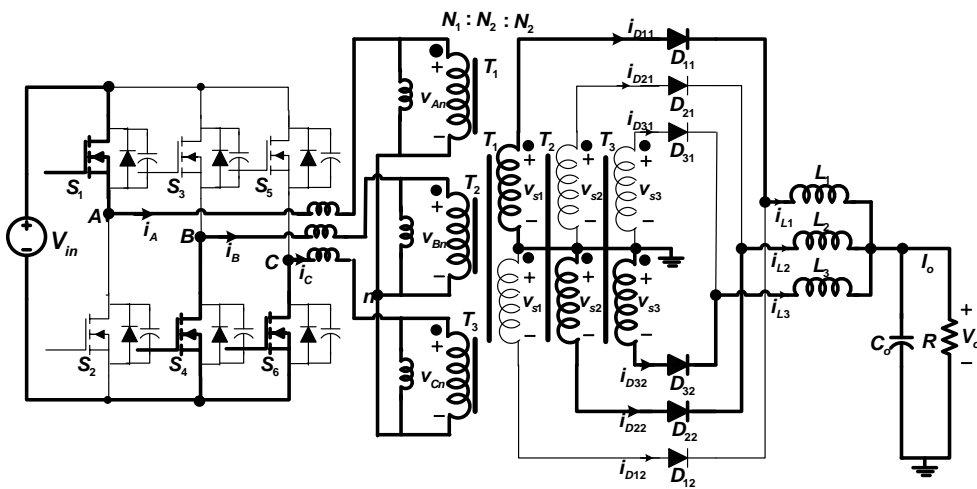 N1 : N2 : N2
iD11
D11
iD21
D21
iD31
D31
T1
+
vAn
−
S1
S3
S5
A
iA
B
iB
C
iC
Vin
+
−
T2
+
vBn
−
n
T3
+
vCn
−
S2
S4
S6
T1
T2
T3
+
vs1
−
+
vs2
−
+
vs3
−
+
vs1
−
+
vs2
−
+
vs3
−
L1
iL1
L2
iL2
L3
iL3
Io
Co
R
+
Vo
−
iD32
D32
iD22
D22
iD12
D12